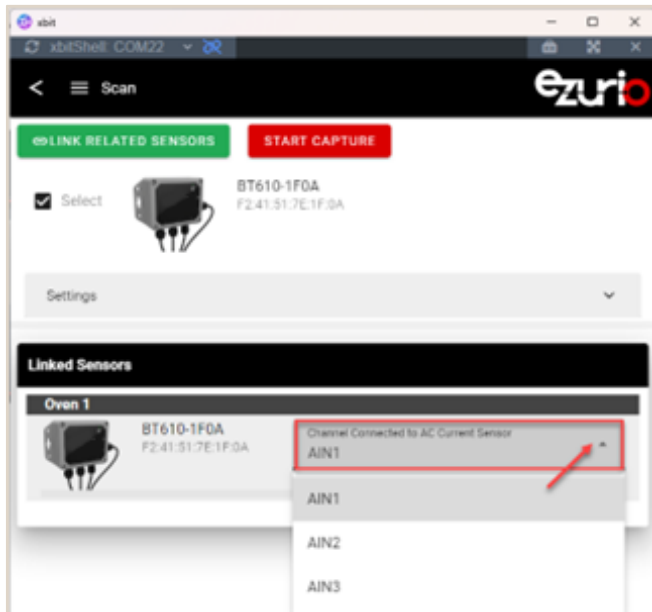 xbit
xbitShell: COM22
Scan
ezurio
LINK RELATED SENSORS
START CAPTURE
Select
BT610-1F0A
F2:41:51:7E:1F:0A
Settings
Linked Sensors
Oven 1
BT610-1F0A
F2:41:51:7E:1F:0A
Channel Connected to AC Current Sensor
AIN1
AIN1
AIN2
AIN3